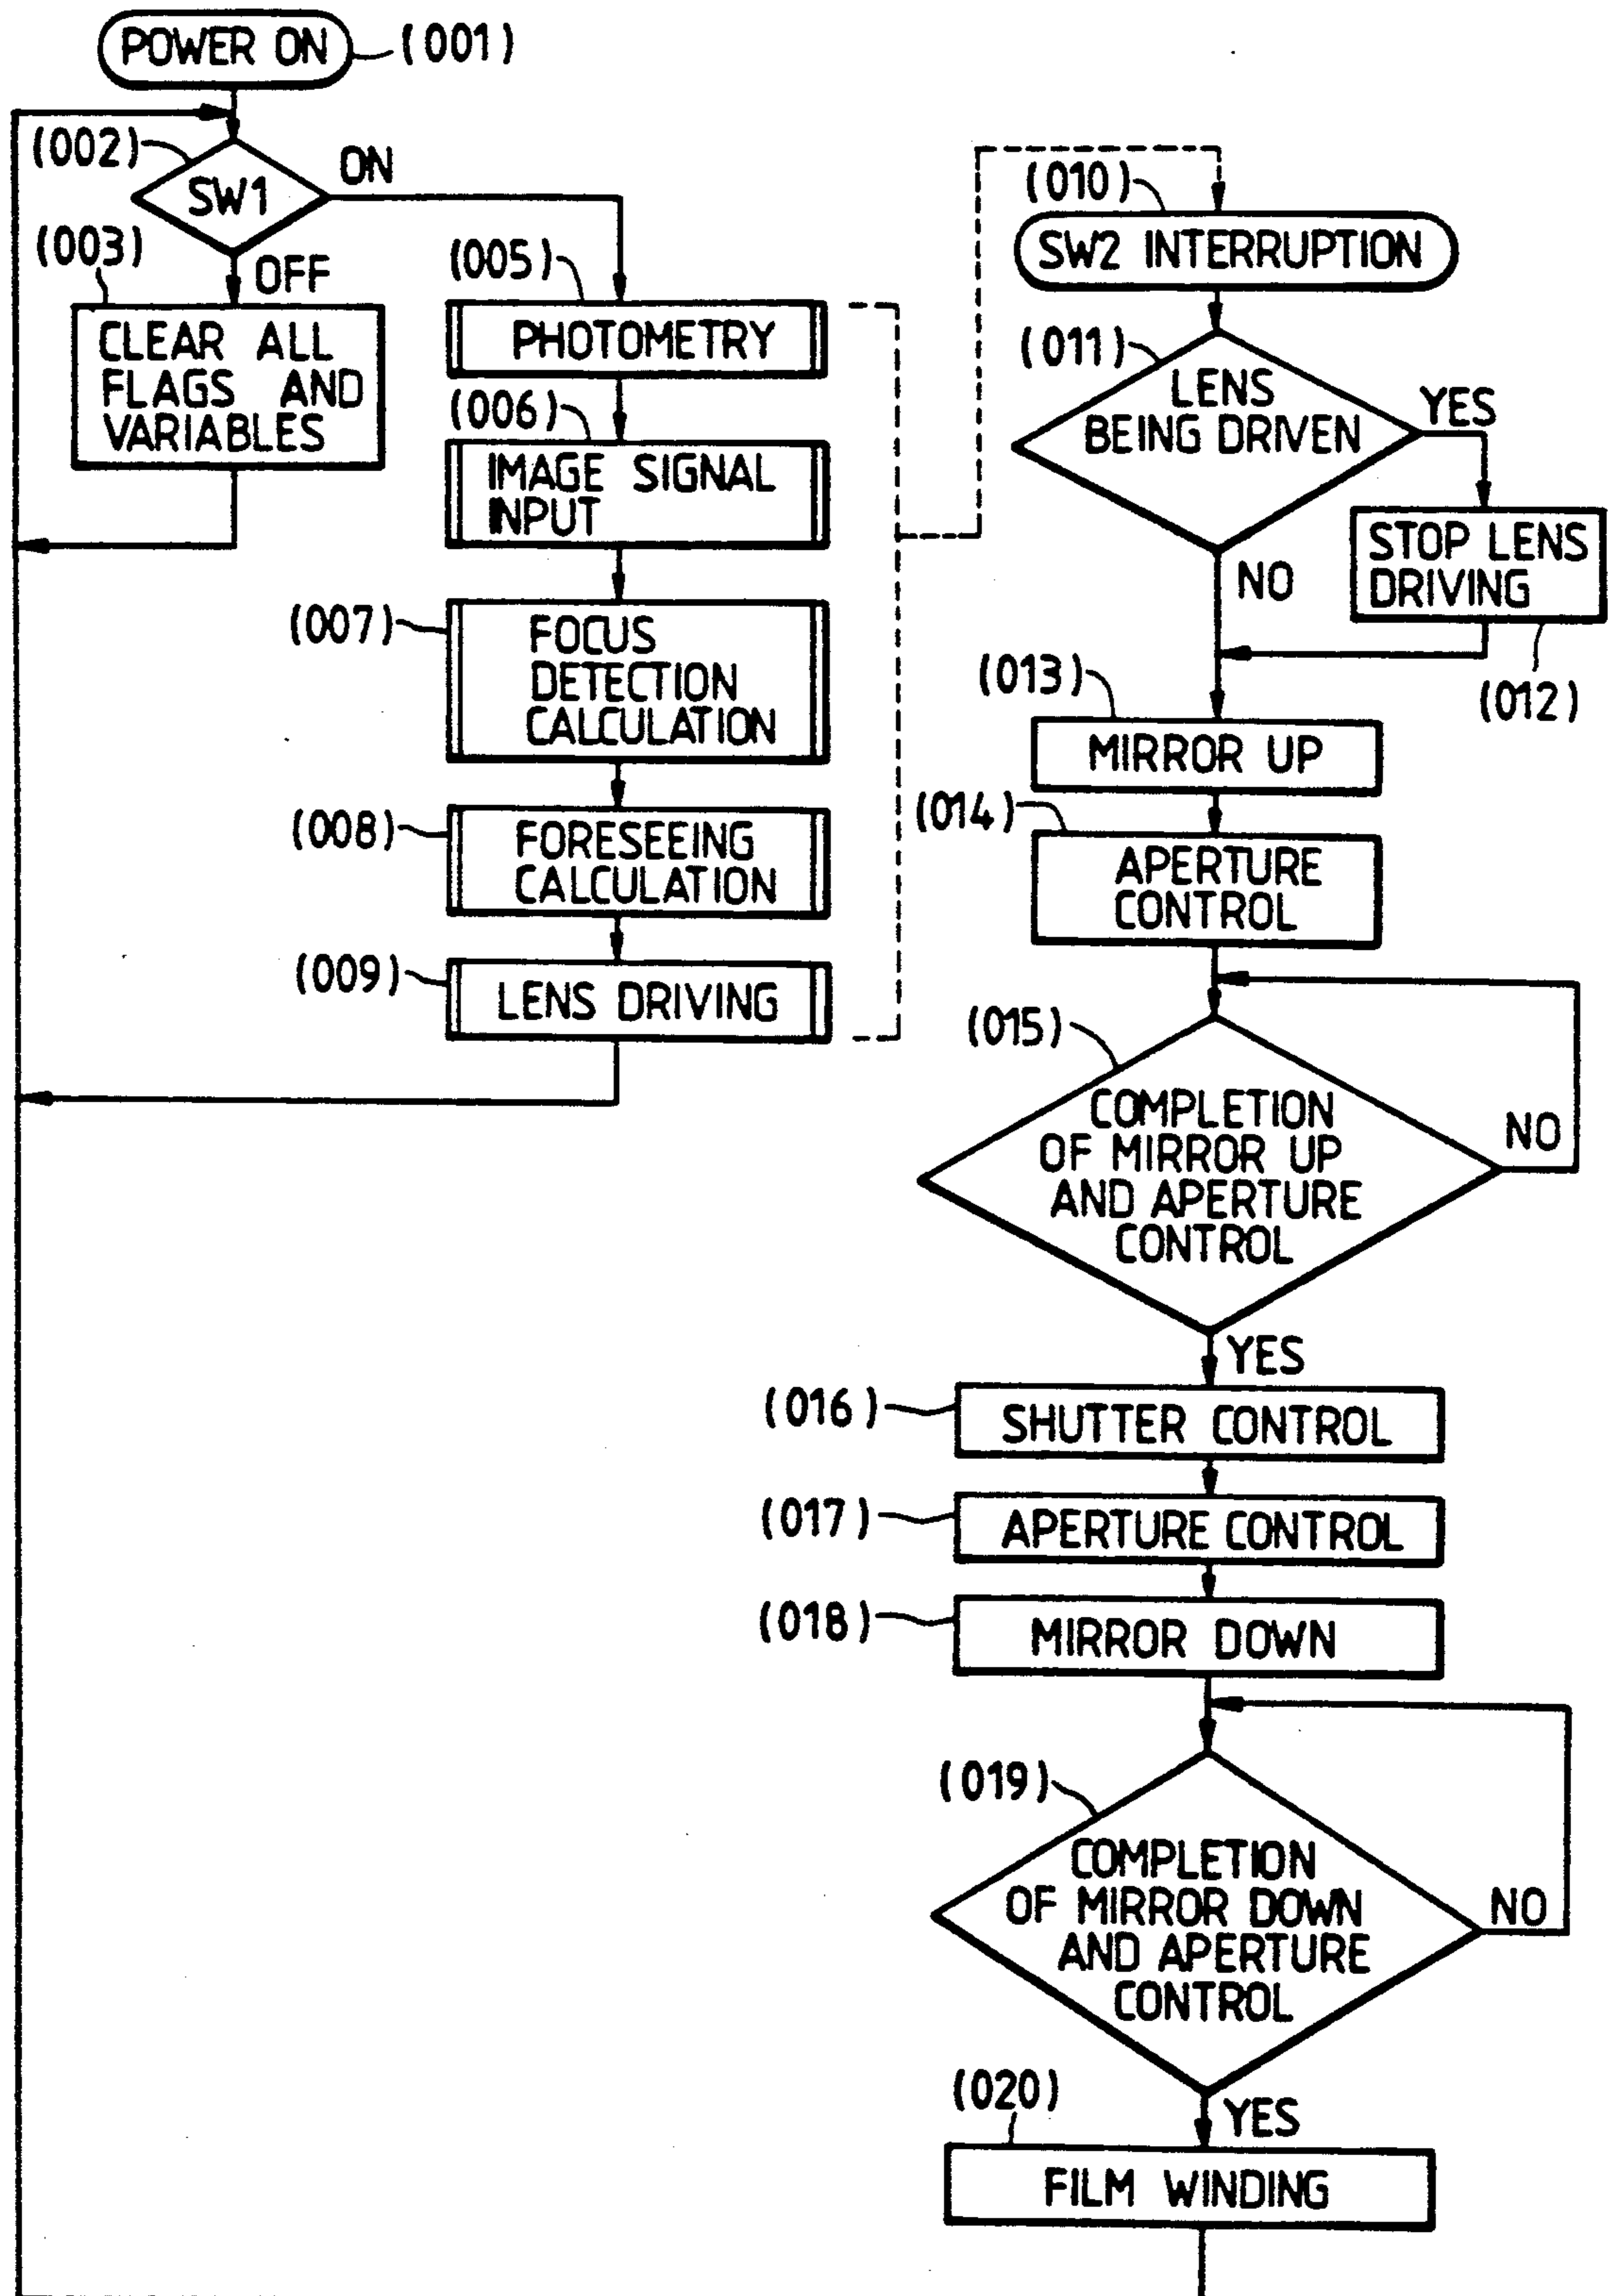 POWER ON
(001)
(002)
SW1
ON
(003)
OFF
CLEAR ALL
FLAGS AND
VARIABLES
(005)
PHOTOMETRY
(006)
IMAGE SIGNAL
INPUT
(007)
FOCUS
DETECTION
CALCULATION
(008)
FORESEEING
CALCULATION
(009)
LENS DRIVING
(010)
SW2 INTERRUPTION
(011)
LENS
BEING DRIVEN
YES
NO
STOP LENS
DRIVING
(012)
(013)
MIRROR UP
(014)
APERTURE
CONTROL
(015)
COMPLETION
OF MIRROR UP
AND APERTURE
CONTROL
NO
YES
(016)
SHUTTER CONTROL
(017)
APERTURE CONTROL
(018)
MIRROR DOWN
(019)
COMPLETION
OF MIRROR DOWN
AND APERTURE
CONTROL
NO
YES
(020)
FILM WINDING